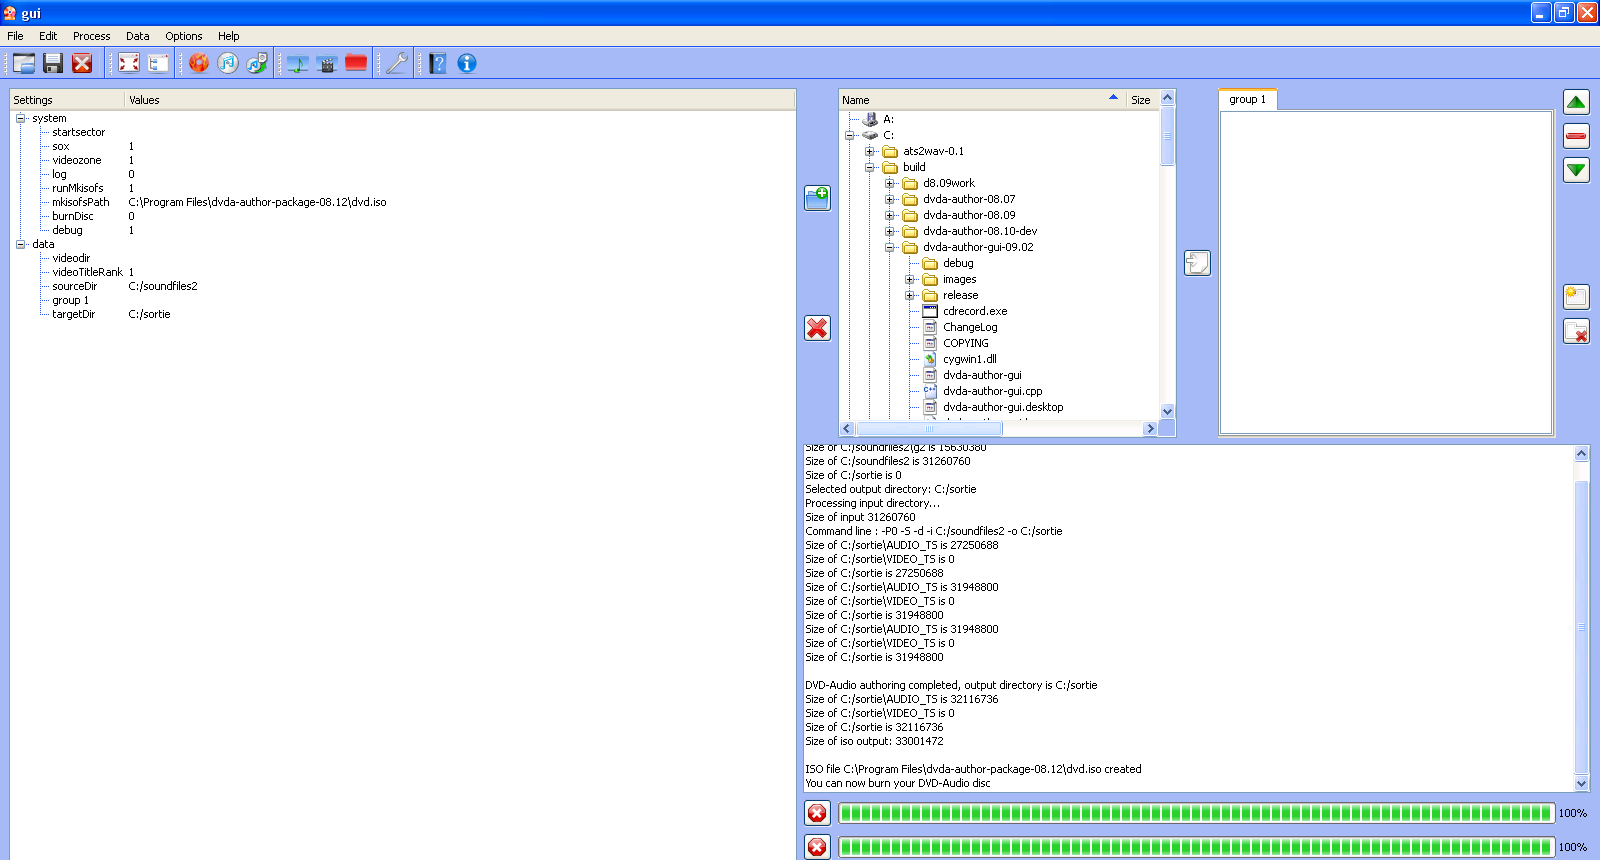 gui
File Edit Process Data Options Help
Settings Values
system
startsector
sox 1
videozone 1
log 0
runMkisofs 1
mkisofsPath C:\Program Files\dvda-author-package-08.12\dvd.iso
burnDisc 0
debug 1
data
videodir
videoTitleRank 1
sourceDir C:/soundfiles2
group 1
targetDir C:/sortie
Name Size
A:
C:
ats2wav-0.1
build
d8.09work
dvda-author-08.07
dvda-author-08.09
dvda-author-08.10-dev
dvda-author-gui-09.02
debug
images
release
cdrecord.exe
ChangeLog
COPYING
cygwin1.dll
dvda-author-gui
dvda-author-gui.cpp
dvda-author-gui.desktop
group 1
Size of C:/soundfiles2\g2 is 15630380
Size of C:/soundfiles2 is 31260760
Size of C:/sortie is 0
Selected output directory: C:/sortie
Processing input directory...
Size of input 31260760
Command line : -P0 -S -d -i C:/soundfiles2 -o C:/sortie
Size of C:/sortie\AUDIO_TS is 27250688
Size of C:/sortie\VIDEO_TS is 0
Size of C:/sortie is 27250688
Size of C:/sortie\AUDIO_TS is 31948800
Size of C:/sortie\VIDEO_TS is 0
Size of C:/sortie is 31948800
Size of C:/sortie\AUDIO_TS is 31948800
Size of C:/sortie\VIDEO_TS is 0
Size of C:/sortie is 31948800
DVD-Audio authoring completed, output directory is C:/sortie
Size of C:/sortie\AUDIO_TS is 32116736
Size of C:/sortie\VIDEO_TS is 0
Size of C:/sortie is 32116736
Size of iso output: 33001472
ISO file C:\Program Files\dvda-author-package-08.12\dvd.iso created
You can now burn your DVD-Audio disc
100%
100%